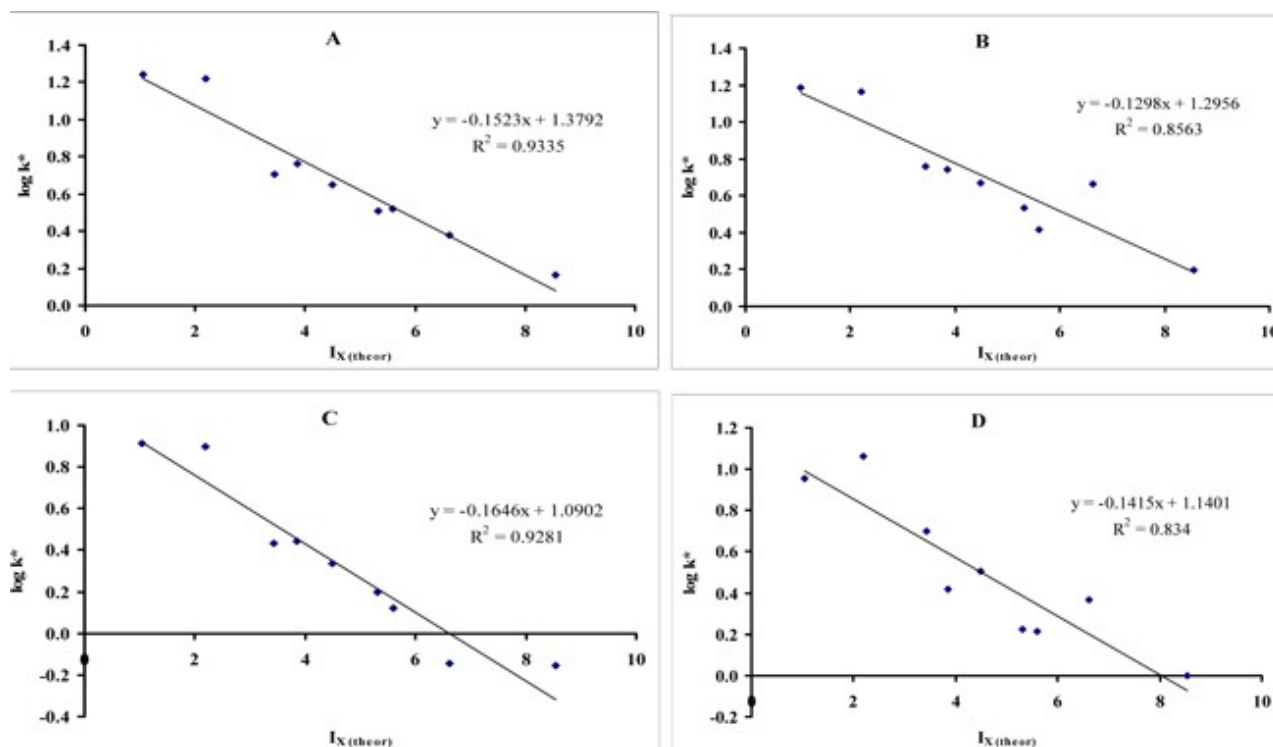 A
1.4
1.2
1.0
0.8
0.6
0.4
0.2
0.0
log k*
y = -0.1523x + 1.3792
R² = 0.9335
0 2 4 6 8 10
I X (theor)
B
1.4
1.2
1.0
0.8
0.6
0.4
0.2
0.0
log k*
y = -0.1298x + 1.2956
R² = 0.8563
0 2 4 6 8 10
I X (theor)
C
1.0
0.8
0.6
0.4
0.2
0.0
-0.2
-0.4
log k*
y = -0.1646x + 1.0902
R² = 0.9281
0 2 4 6 8 10
I X (theor)
D
1.2
1.0
0.8
0.6
0.4
0.2
0.0
-0.2
log k*
y = -0.1415x + 1.1401
R² = 0.834
0 2 4 6 8 10
I X (theor)